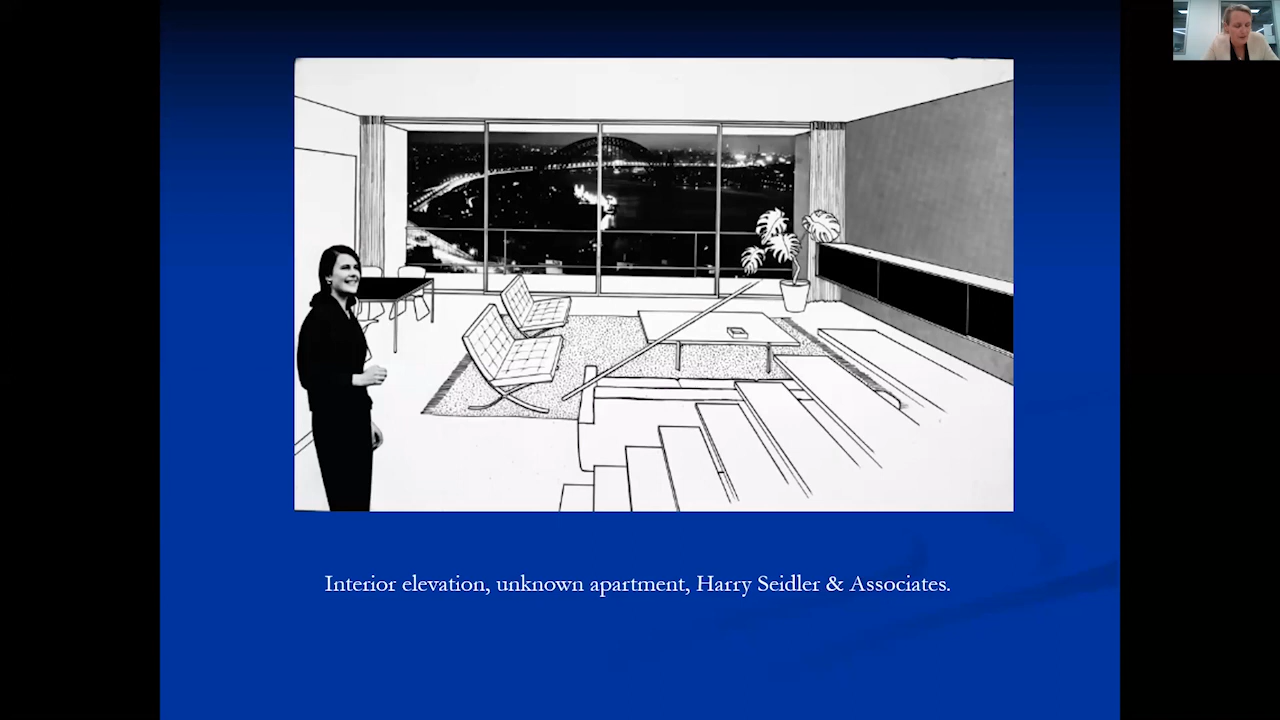 Interior elevation, unknown apartment, Harry Seidler & Associates.